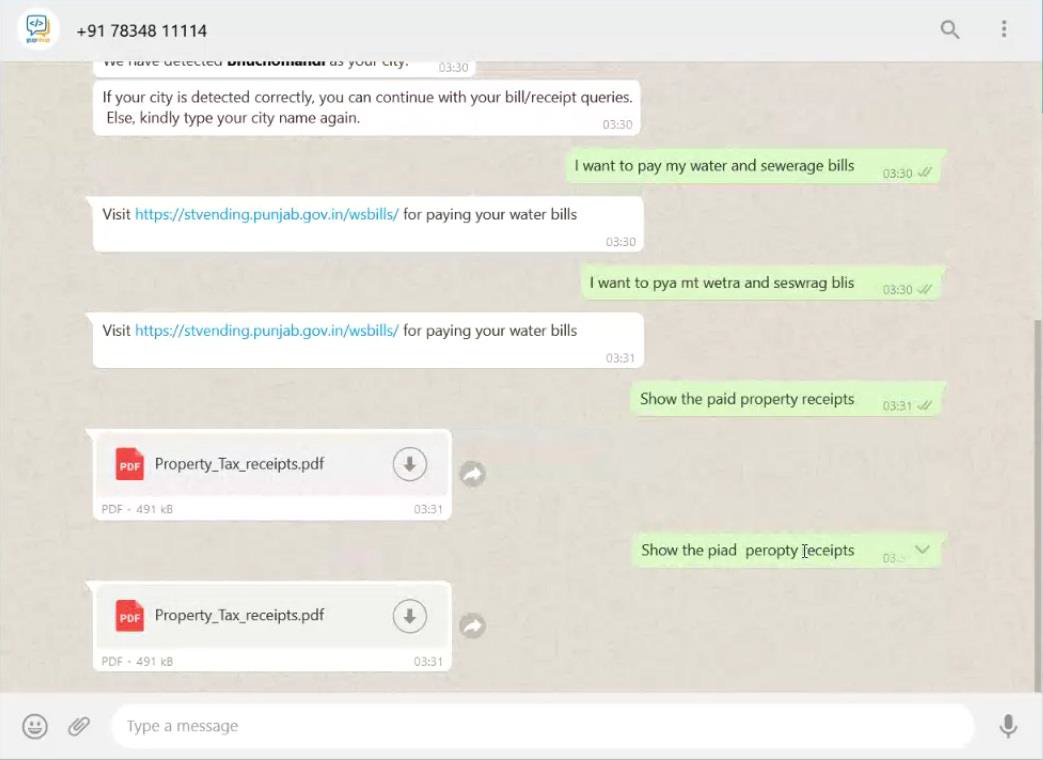 +91 78348 11114
We have detected Bhuchomandi as your city.
03:30
If your city is detected correctly, you can continue with your bill/receipt queries.
Else, kindly type your city name again.
03:30
I want to pay my water and sewerage bills
03:30
Visit https://stvending.punjab.gov.in/wsbills/ for paying your water bills
03:30
I want to pya mt wetra and seswrag blis
03:30
Visit https://stvending.punjab.gov.in/wsbills/ for paying your water bills
03:31
Show the paid property receipts
03:31
PDF Property_Tax_receipts.pdf
PDF • 491 kB 03:31
Show the piad peropty receipts
03:
PDF Property_Tax_receipts.pdf
PDF • 491 kB 03:31
Type a message